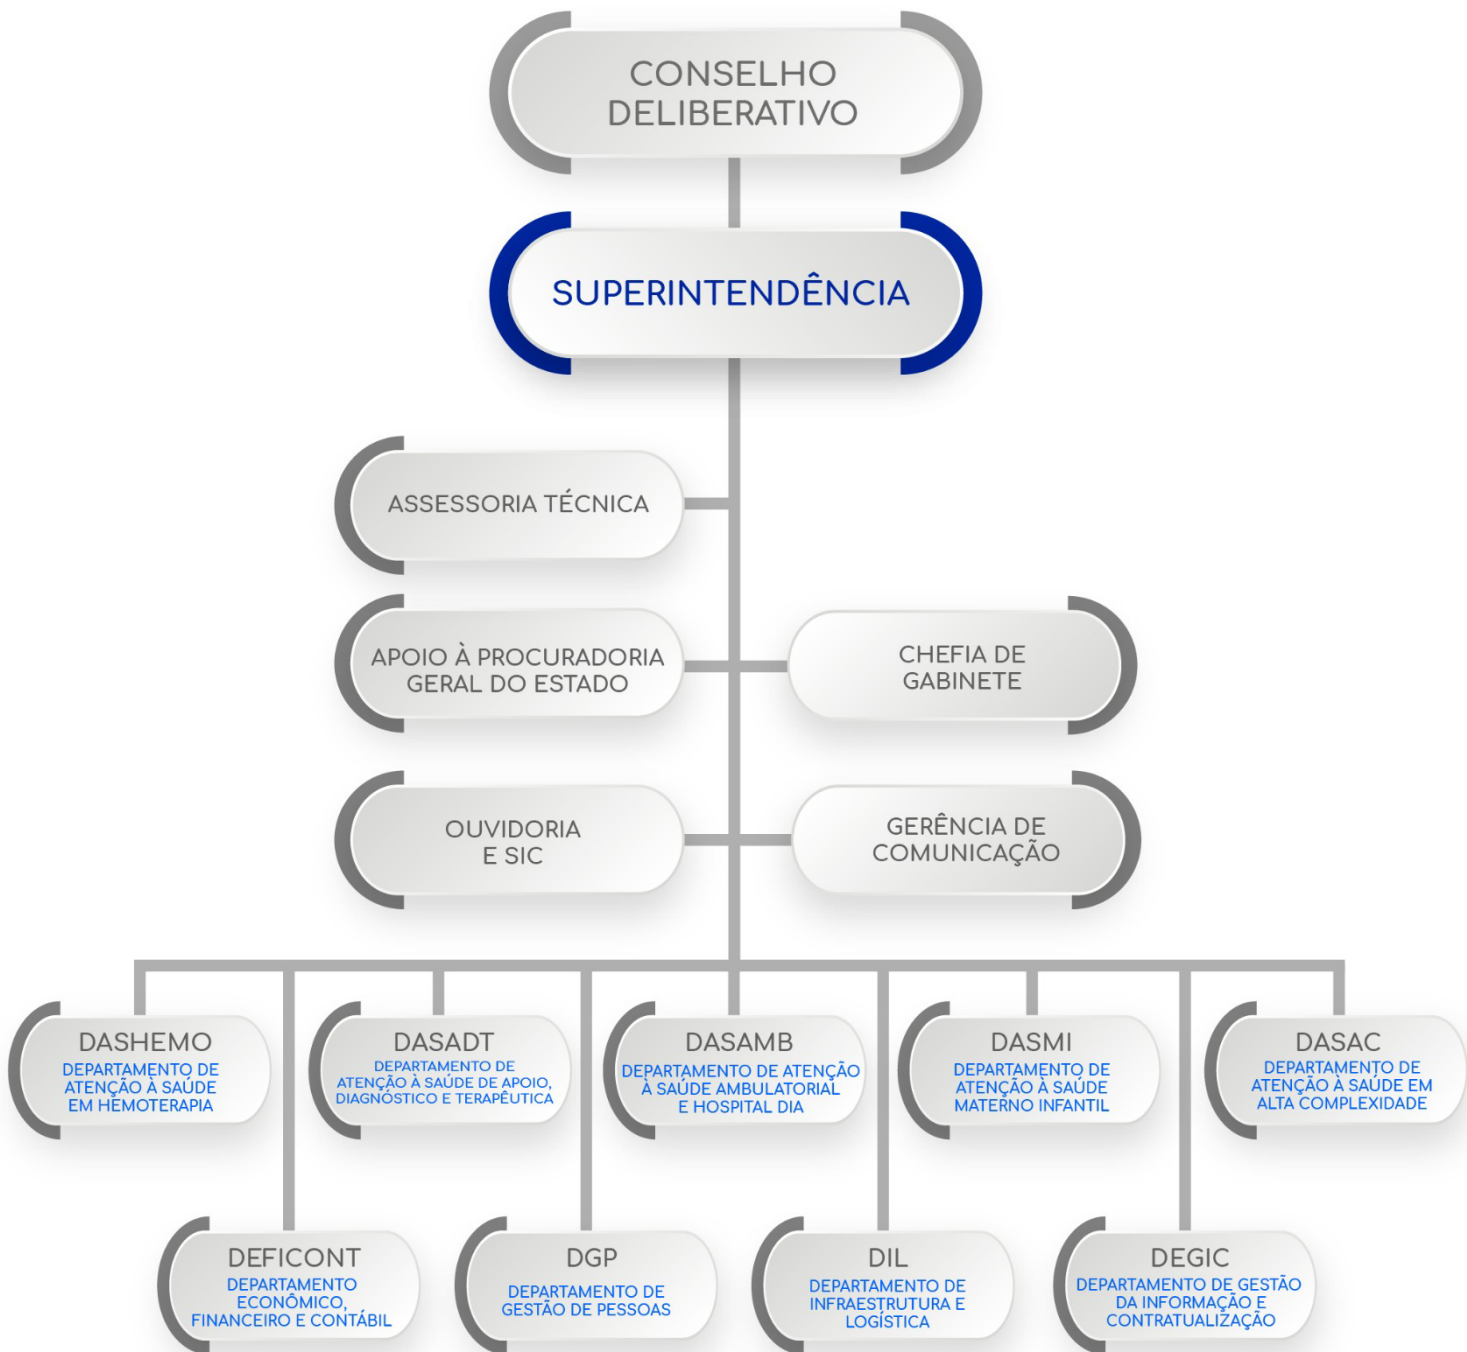 CONSELHO
DELIBERATIVO
SUPERINTENDÊNCIA
ASSESSORIA TÉCNICA
APOIO À PROCURADORIA
GERAL DO ESTADO
CHEFIA DE
GABINETE
OUVIDORIA
E SIC
GERÊNCIA DE
COMUNICAÇÃO
DASHEMO
DEPARTAMENTO DE
ATENÇÃO À SAÚDE
EM HEMOTERAPIA
DASADT
DEPARTAMENTO DE
ATENÇÃO À SAÚDE DE APOIO,
DIAGNÓSTICO E TERAPÊUTICA
DASAMB
DEPARTAMENTO DE ATENÇÃO
À SAÚDE AMBULATORIAL
E HOSPITAL DIA
DASMI
DEPARTAMENTO DE
ATENÇÃO À SAÚDE
MATERNO INFANTIL
DASAC
DEPARTAMENTO DE
ATENÇÃO À SAÚDE EM
ALTA COMPLEXIDADE
DEFICONT
DEPARTAMENTO
ECONÔMICO,
FINANCEIRO E CONTÁBIL
DGP
DEPARTAMENTO DE
GESTÃO DE PESSOAS
DIL
DEPARTAMENTO DE
INFRAESTRUTURA E
LOGÍSTICA
DEGIC
DEPARTAMENTO DE GESTÃO
DA INFORMAÇÃO E
CONTRATUALIZAÇÃO